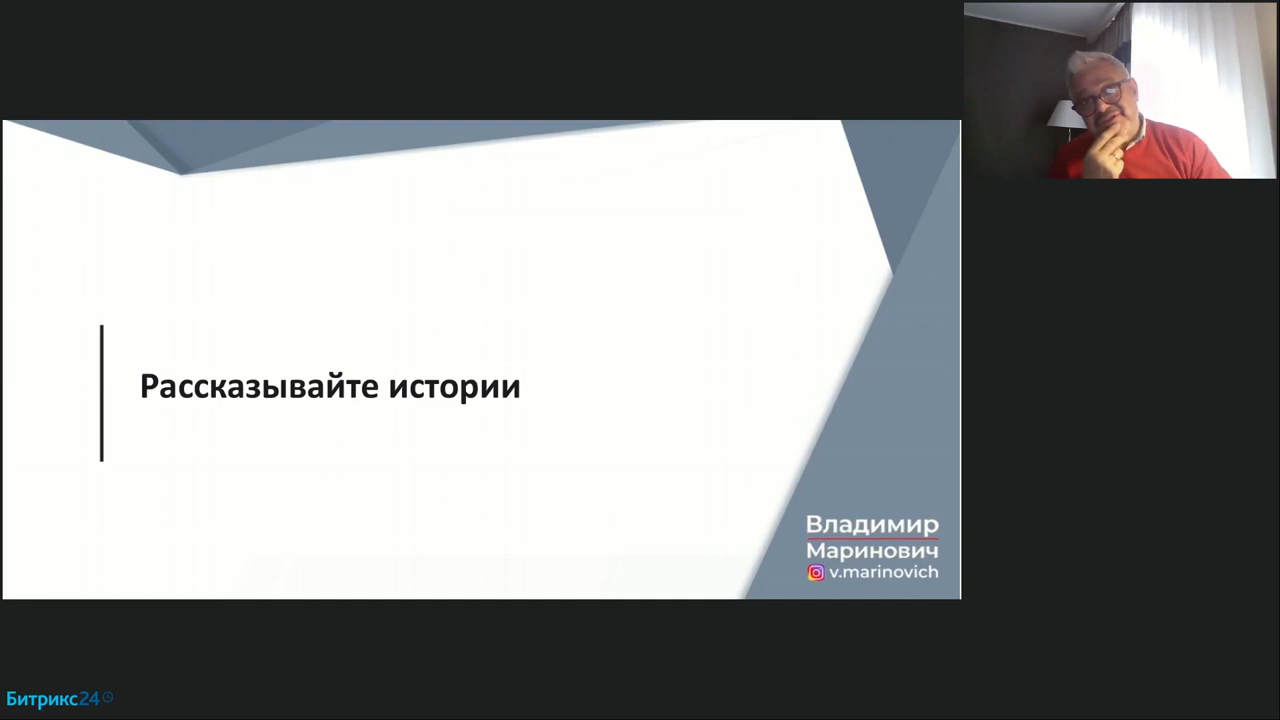 Рассказывайте истории
Владимир
Маринович
v.marinovich
Битрикс24